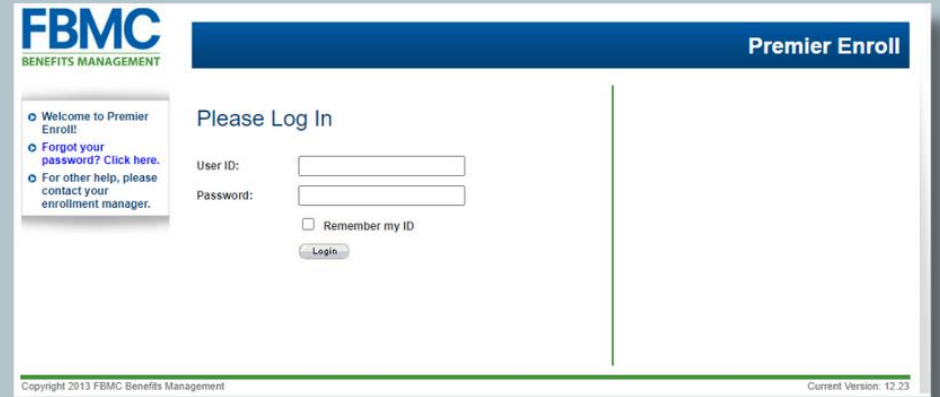 FBMC
BENEFITS MANAGEMENT
Premier Enroll
Welcome to Premier
Enroll!
Forgot your
password? Click here.
For other help, please
contact your
enrollment manager.
Please Log In
User ID:
Password:
Remember my ID
Login
Copyright 2013 FBMC Benefits Management
Current Version: 12.23